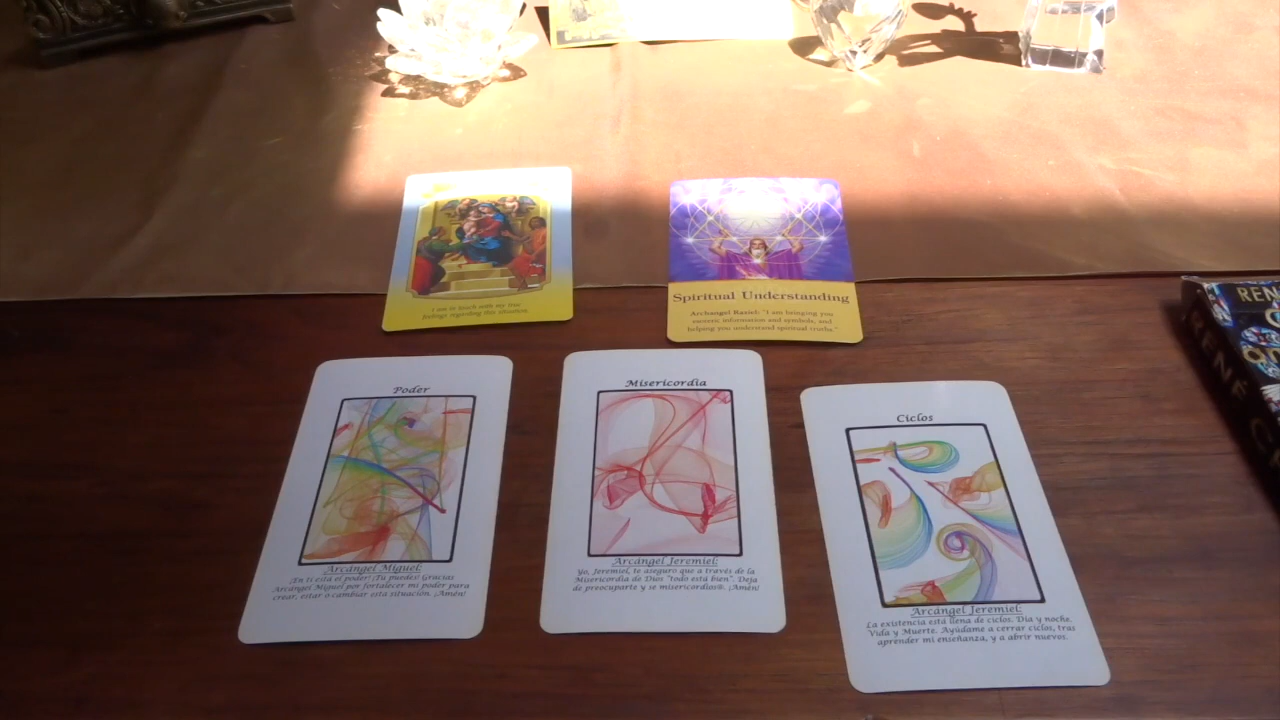 I am in touch with my true
feelings regarding this situation.
Spiritual Understanding
Archangel Raziel: "I am bringing you
esoteric information and symbols, and
helping you understand spiritual truths."
Poder
Arcángel Miguel:
¡En ti está el poder! ¡Tu puedes! Gracias
Arcángel Miguel por fortalecer mi poder para
crear, estar o cambiar esta situación. ¡Amén!
Misericordia
Arcángel Jeremiel:
Yo, Jeremiel, te aseguro que a través de la
Misericordia de Dios "todo está bien". Deja
de preocuparte y se misericordios@. ¡Amén!
Ciclos
Arcángel Jeremiel:
La existencia está llena de ciclos. Día y noche.
Vida y Muerte. Ayúdame a cerrar ciclos, tras
aprender mi enseñanza, y a abrir nuevos.
REN
RENÉ